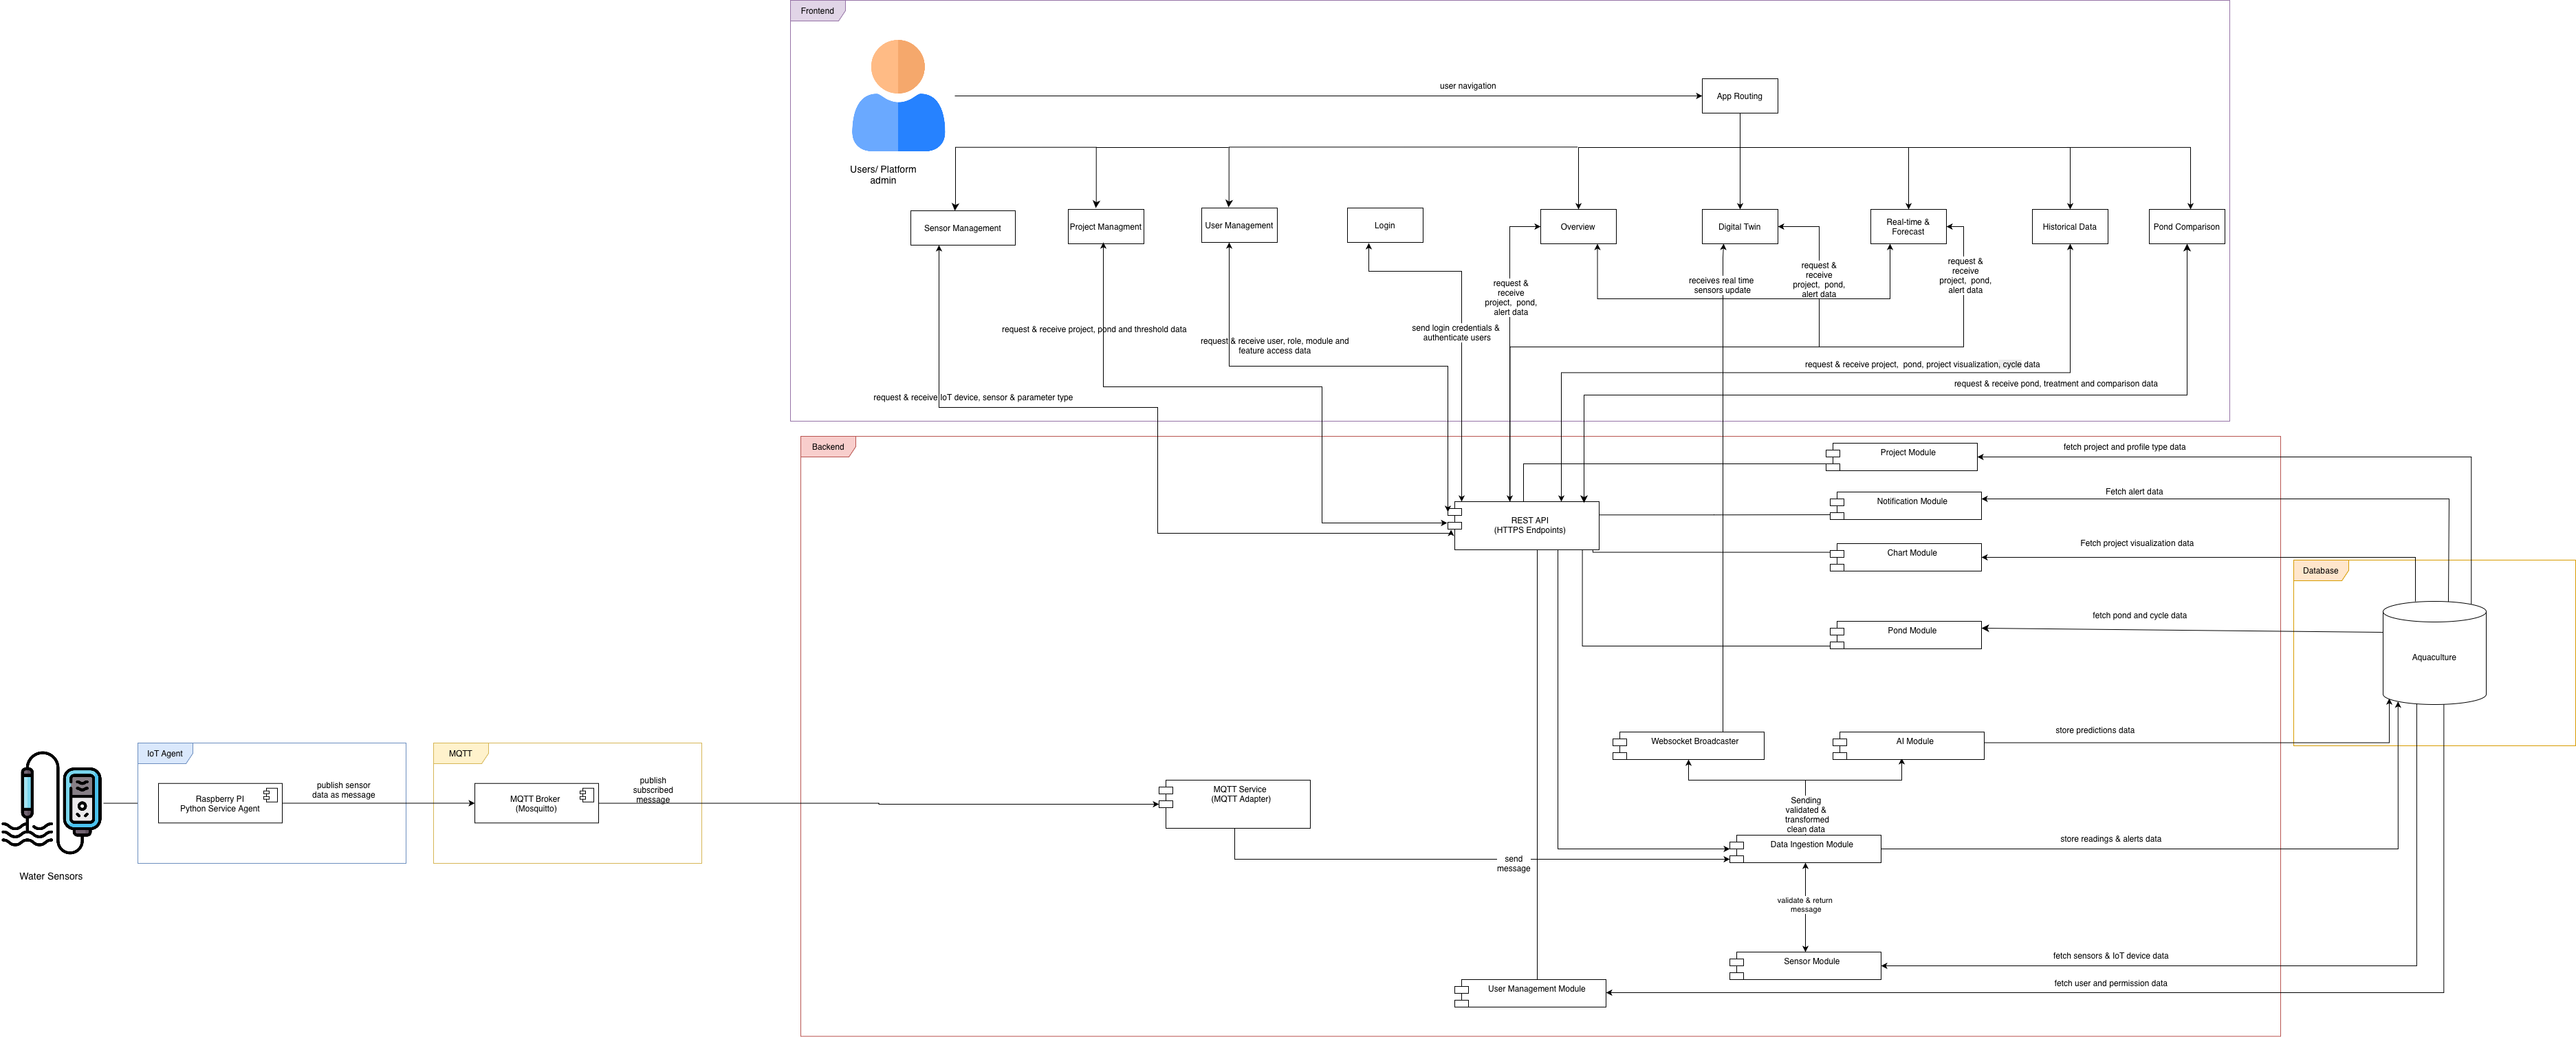 Frontend
user navigation
App Routing
Users/ Platform
admin
Sensor Management
Project Managment
User Management
Login
Overview
Digital Twin
Real-time &
Forecast
Historical Data
Pond Comparison
request &
receive
project,  pond,
alert data
receives real time
sensors update
request &
receive
project,  pond,
alert data
request &
receive
project,  pond,
alert data
request & receive project, pond and threshold data
request & receive user, role, module and
feature access data
send login credentials &
authenticate users
request & receive project,  pond, project visualization, cycle data
request & receive pond, treatment and comparison data
request & receive IoT device, sensor & parameter type
Backend
Project Module
fetch project and profile type data
Notification Module
Fetch alert data
REST API
(HTTPS Endpoints)
Chart Module
Fetch project visualization data
Database
Pond Module
fetch pond and cycle data
Aquaculture
Websocket Broadcaster
AI Module
store predictions data
IoT Agent
MQTT
Raspberry PI
Python Service Agent
publish sensor
data as message
MQTT Broker
(Mosquitto)
publish
subscribed
message
MQTT Service
(MQTT Adapter)
Sending
validated &
transformed
clean data
Data Ingestion Module
store readings & alerts data
send
message
Water Sensors
validate & return
message
Sensor Module
fetch sensors & IoT device data
User Management Module
fetch user and permission data